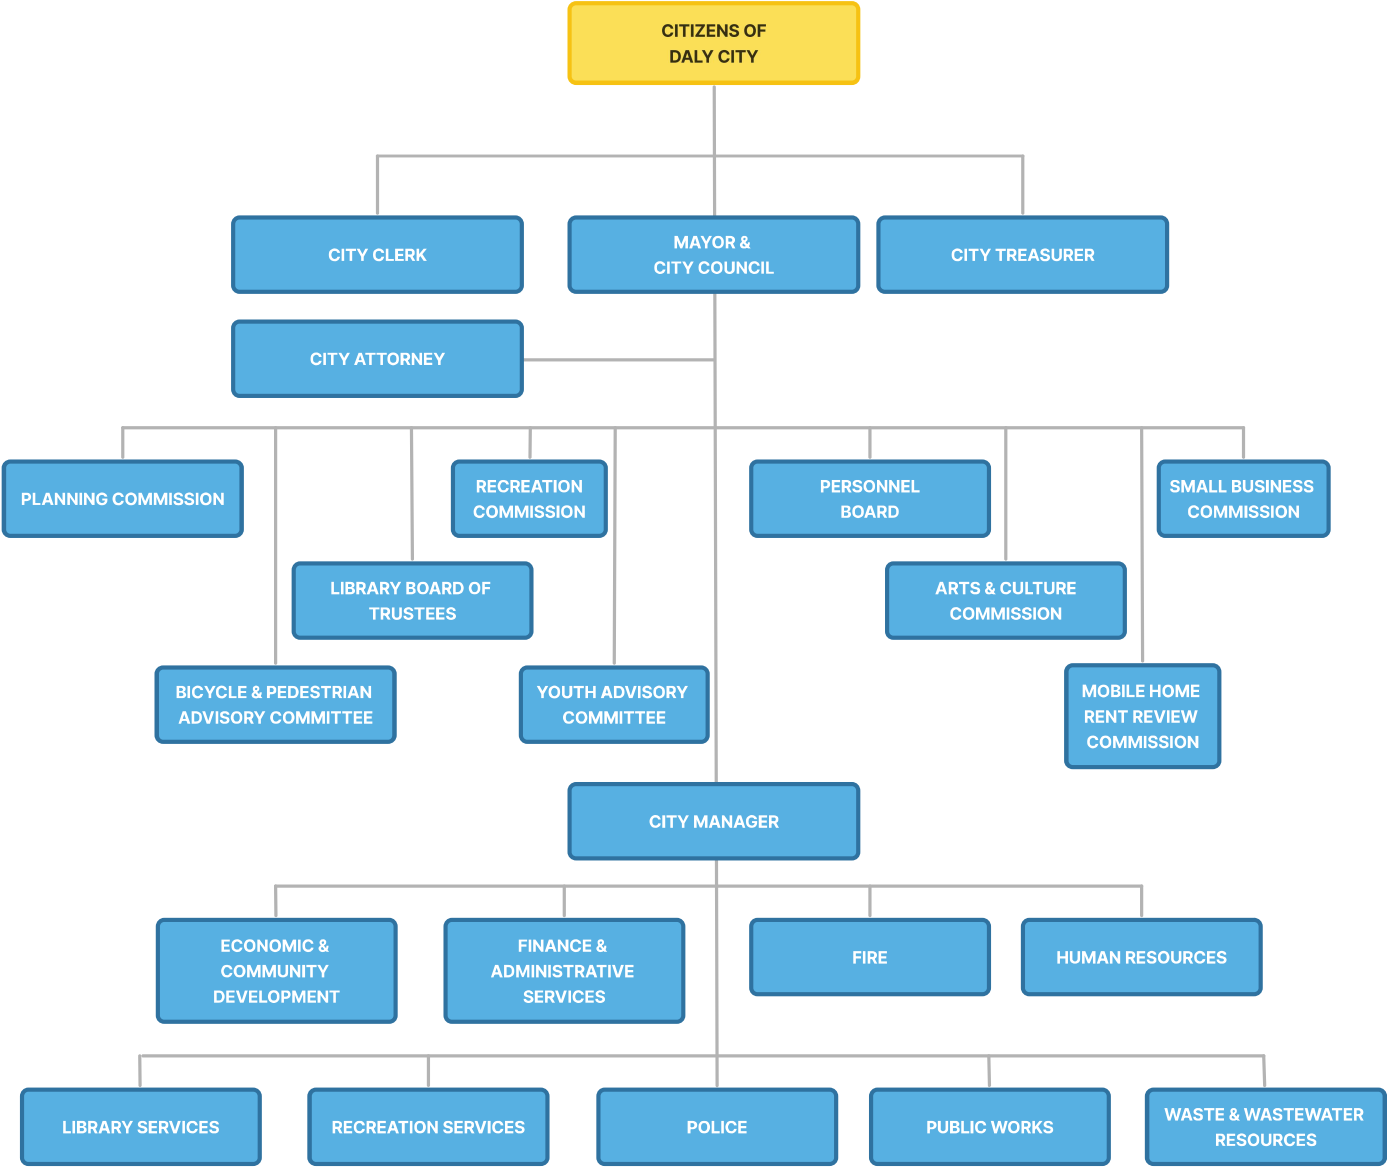 CITIZENS OF
DALY CITY
CITY CLERK
MAYOR &
CITY COUNCIL
CITY TREASURER
CITY ATTORNEY
PLANNING COMMISSION
RECREATION
COMMISSION
PERSONNEL
BOARD
SMALL BUSINESS
COMMISSION
LIBRARY BOARD OF
TRUSTEES
ARTS & CULTURE
COMMISSION
BICYCLE & PEDESTRIAN
ADVISORY COMMITTEE
YOUTH ADVISORY
COMMITTEE
MOBILE HOME
RENT REVIEW
COMMISSION
CITY MANAGER
ECONOMIC &
COMMUNITY
DEVELOPMENT
FINANCE &
ADMINISTRATIVE
SERVICES
FIRE
HUMAN RESOURCES
LIBRARY SERVICES
RECREATION SERVICES
POLICE
PUBLIC WORKS
WASTE & WASTEWATER
RESOURCES